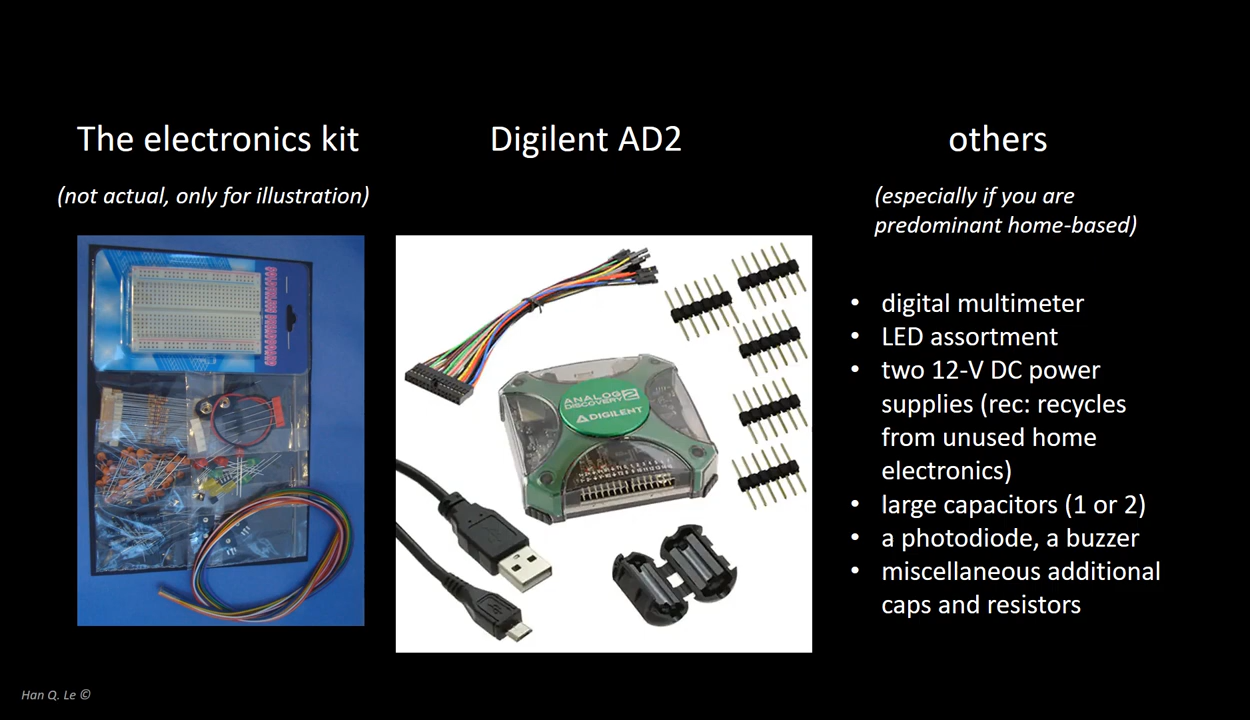 The electronics kit
(not actual, only for illustration)
Digilent AD2
ANALOG
DISCOVERY 2
DIGILENT
others
(especially if you are
predominant home-based)
• digital multimeter
• LED assortment
• two 12-V DC power
supplies (rec: recycles
from unused home
electronics)
• large capacitors (1 or 2)
• a photodiode, a buzzer
• miscellaneous additional
caps and resistors
Han Q. Le ©